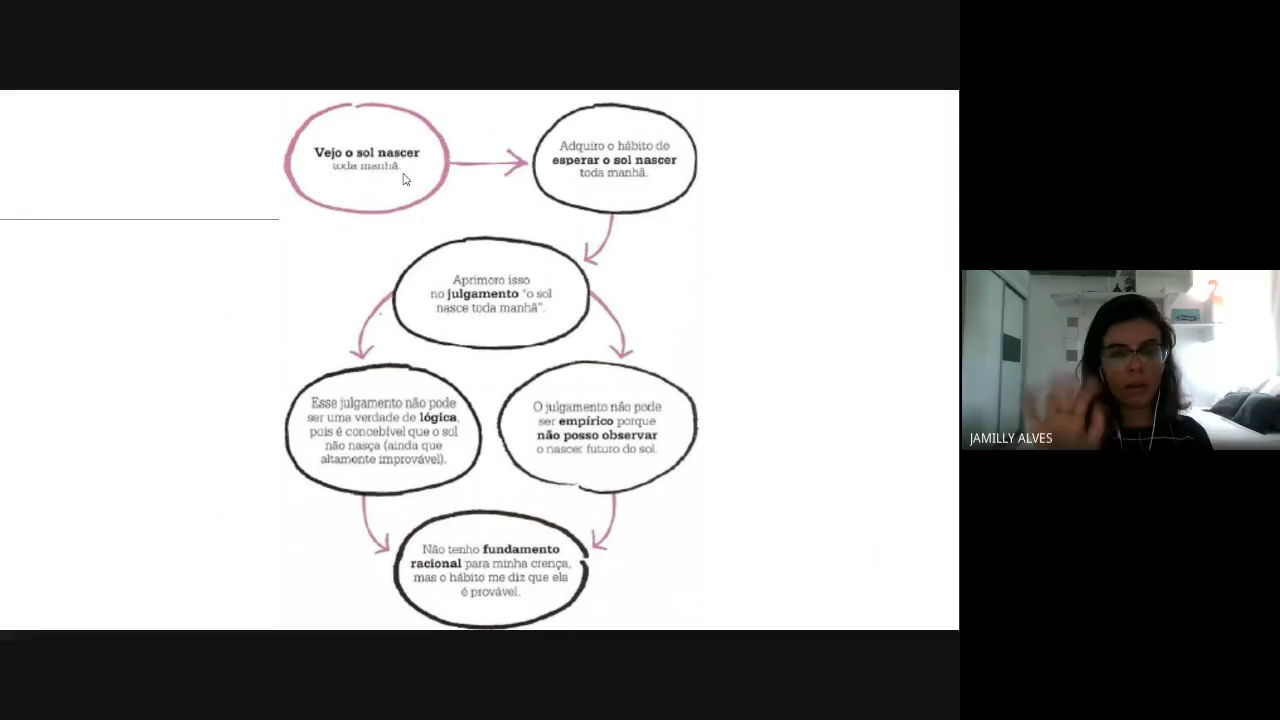 Vejo o sol nascer
toda manhã.
Adquiro o hábito de
esperar o sol nascer
toda manhã.
Aprimoro isso
no julgamento “o sol
nasce toda manhã”.
Esse julgamento não pode
ser uma verdade de lógica,
pois é concebível que o sol
não nasça (ainda que
altamente improvável).
O julgamento não pode
ser empírico porque
não posso observar
o nascer futuro do sol.
Não tenho fundamento
racional para minha crença,
mas o hábito me diz que ela
é provável.
JAMILLY ALVES